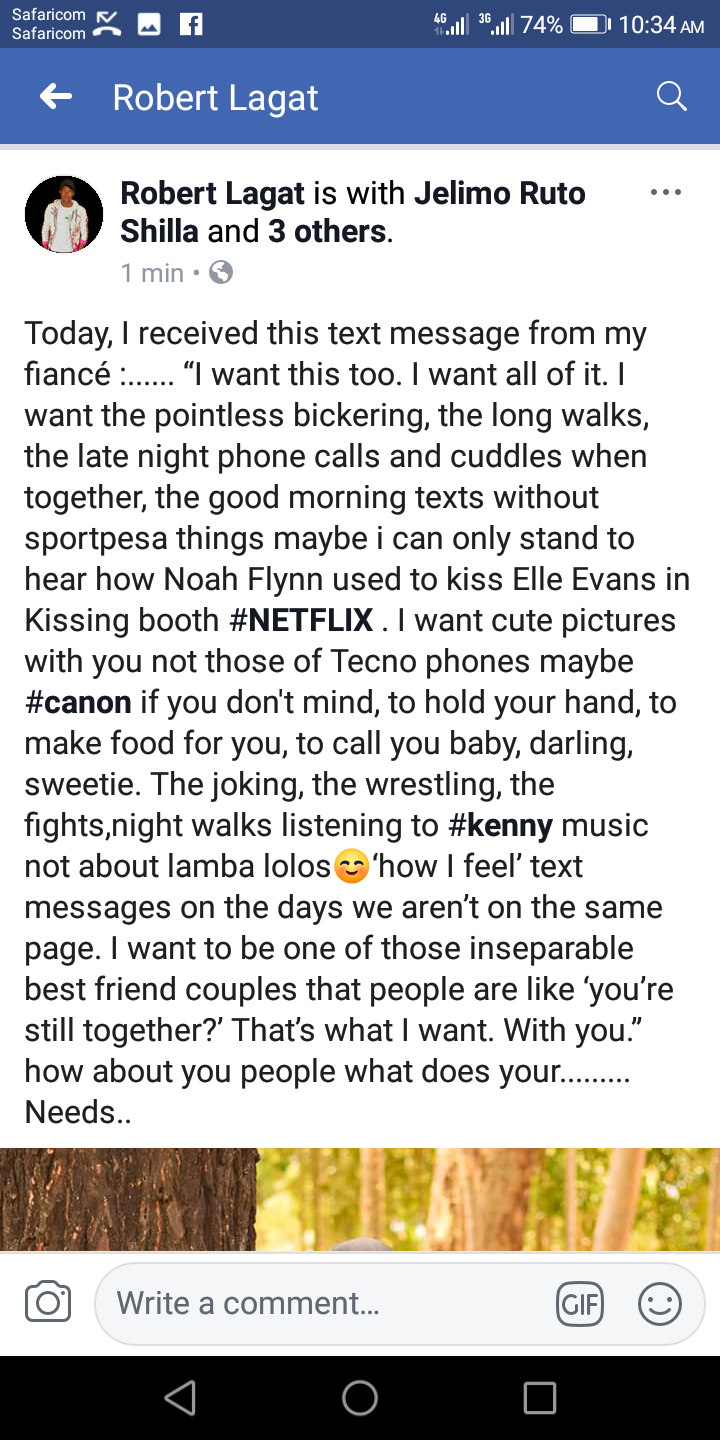 Safaricom
Safaricom
4G 3G 74% 10:34 AM
Robert Lagat
Robert Lagat is with Jelimo Ruto
Shilla and 3 others.
1 min •
Today, I received this text message from my
fiancé :...... “I want this too. I want all of it. I
want the pointless bickering, the long walks,
the late night phone calls and cuddles when
together, the good morning texts without
sportpesa things maybe i can only stand to
hear how Noah Flynn used to kiss Elle Evans in
Kissing booth #NETFLIX . I want cute pictures
with you not those of Tecno phones maybe
#canon if you don't mind, to hold your hand, to
make food for you, to call you baby, darling,
sweetie. The joking, the wrestling, the
fights,night walks listening to #kenny music
not about lamba lolos😊‘how I feel’ text
messages on the days we aren’t on the same
page. I want to be one of those inseparable
best friend couples that people are like ‘you’re
still together?’ That’s what I want. With you.”
how about you people what does your.........
Needs..
Write a comment...
GIF